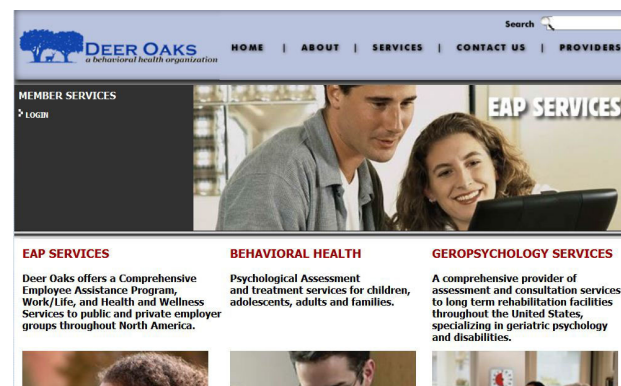 Search
DEER OAKS
a behavioral health organization
HOME | ABOUT | SERVICES | CONTACT US | PROVIDERS
MEMBER SERVICES
LOGIN
EAP SERVICES
EAP SERVICES
Deer Oaks offers a Comprehensive
Employee Assistance Program,
Work/Life, and Health and Wellness
Services to public and private employer
groups throughout North America.
BEHAVIORAL HEALTH
Psychological Assessment
and treatment services for children,
adolescents, adults and families.
GEROPSYCHOLOGY SERVICES
A comprehensive provider of
assessment and consultation services
to long term rehabilitation facilities
throughout the United States,
specializing in geriatric psychology
and disabilities.